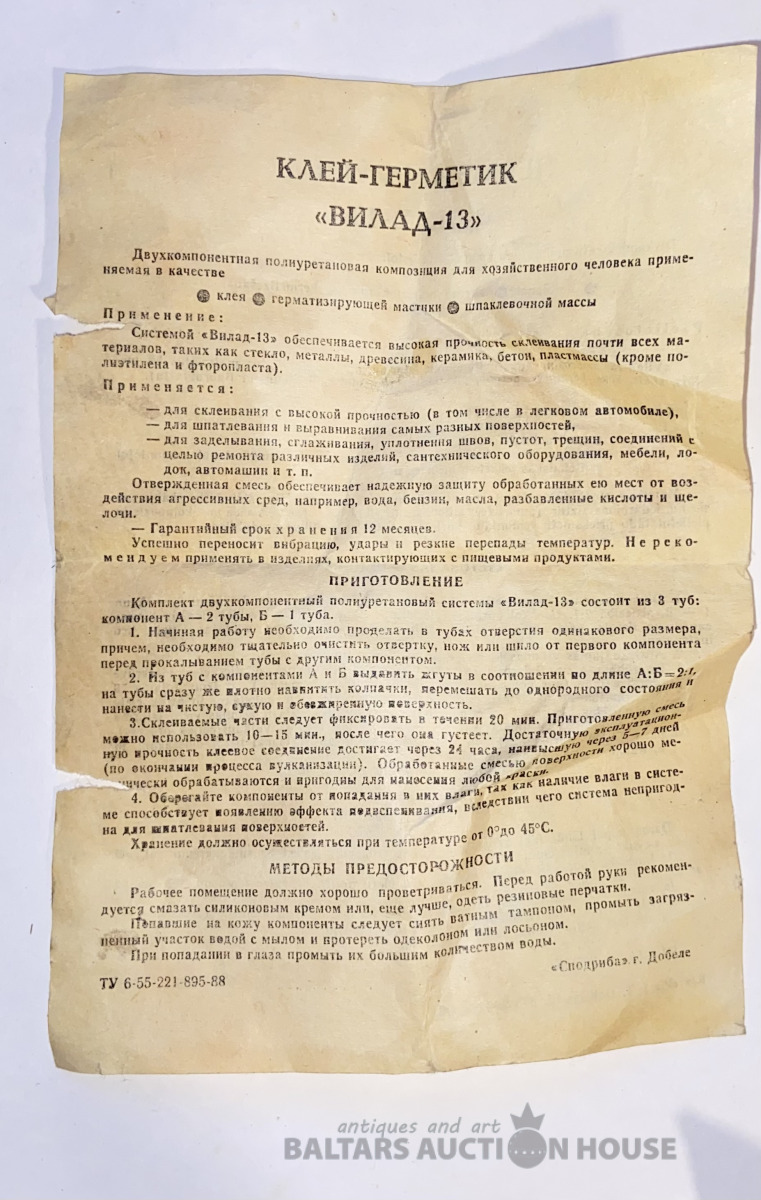 КЛЕЙ-ГЕРМЕТИК
«ВИЛАД-13»
Двухкомпонентная полиуретановая композиция для хозяйственного человека приме-
няемая в качестве
клея герматизирующей мастики шпаклевочной массы
Применение:
Системой «Вилад-13» обеспечивается высокая прочность склеивания почти всех ма-
териалов, таких как стекло, металлы, древесина, керамика, бетон, пластмассы (кроме по-
лиэтилена и фторопласта).
Применяется:
— для склеивания с высокой прочностью (в том числе в легковом автомобиле),
— для шпатлевания и выравнивания самых разных поверхностей,
— для заделывания, сглаживания, уплотнения швов, пустот, трещин, соединений с
целью ремонта различных изделий, сантехнического оборудования, мебели, ло-
док, автомашин и т. п.
Отвержденная смесь обеспечивает надежную защиту обработанных ею мест от воз-
действия агрессивных сред, например, вода, бензин, масла, разбавленные кислоты и ще-
лочи.
— Гарантийный срок хранения 12 месяцев.
Успешно переносит вибрацию, удары и резкие перепады температур. Не реко-
мендуем применять в изделиях, контактирующих с пищевыми продуктами.
ПРИГОТОВЛЕНИЕ
Комплект двухкомпонентный полиуретановый системы «Вилад-13» состоит из 3 туб:
компонент А — 2 тубы, Б — 1 туба.
1. Начиная работу необходимо проделать в тубах отверстия одинакового размера,
причем, необходимо тщательно очистить отвертку, нож или шило от первого компонента
перед прокалыванием тубы с другим компонентом.
2. Из туб с компонентами А и Б выдавить жгуты в соотношении по длине А:Б=2:1,
на тубы сразу же плотно навинтить колпачки, перемешать до однородного состояния и
нанести на чистую, сухую и обезжиренную поверхность.
3.Склеиваемые части следует фиксировать в течении 20 мин. Приготовленную смесь
можно использовать 10—15 мин., после чего она густеет. Достаточную эксплуатацион-
ную прочность клеевое соединение достигает через 24 часа, наивысшую через 5—7 дней
(по окончании процесса вулканизации). Обработанные смесью поверхности хорошо ме-
нически обрабатываются и пригодны для нанесения любой краски.
4. Оберегайте компоненты от попадания в них влаги, так как наличие влаги в систе-
ме способствует появлению эффекта подвспенивания, вследствии чего система непригод-
на для шпатлевания поверхностей.
Хранение должно осуществляться при температуре от 0° до 45°С.
МЕТОДЫ ПРЕДОСТОРОЖНОСТИ
Рабочее помещение должно хорошо проветриваться. Перед работой руки рекомен-
дуется смазать силиконовым кремом или, еще лучше, одеть резиновые перчатки.
Попавшие на кожу компоненты следует снять ватным тампоном, промыть загряз-
ненный участок водой с мылом и протереть одеколоном или лосьоном.
При попадании в глаза промыть их большим количеством воды.
«Сподриба» г. Добеле
ТУ 6-55-221-895-88
antiques and art
BALTARS AUCTION HOUSE